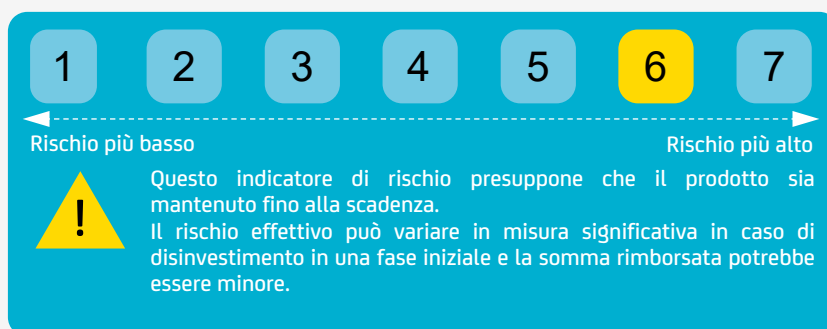 1 2 3 4 5 6 7
Rischio più basso Rischio più alto
Questo indicatore di rischio presuppone che il prodotto sia
mantenuto fino alla scadenza.
!
Il rischio effettivo può variare in misura significativa in caso di
disinvestimento in una fase iniziale e la somma rimborsata potrebbe
essere minore.